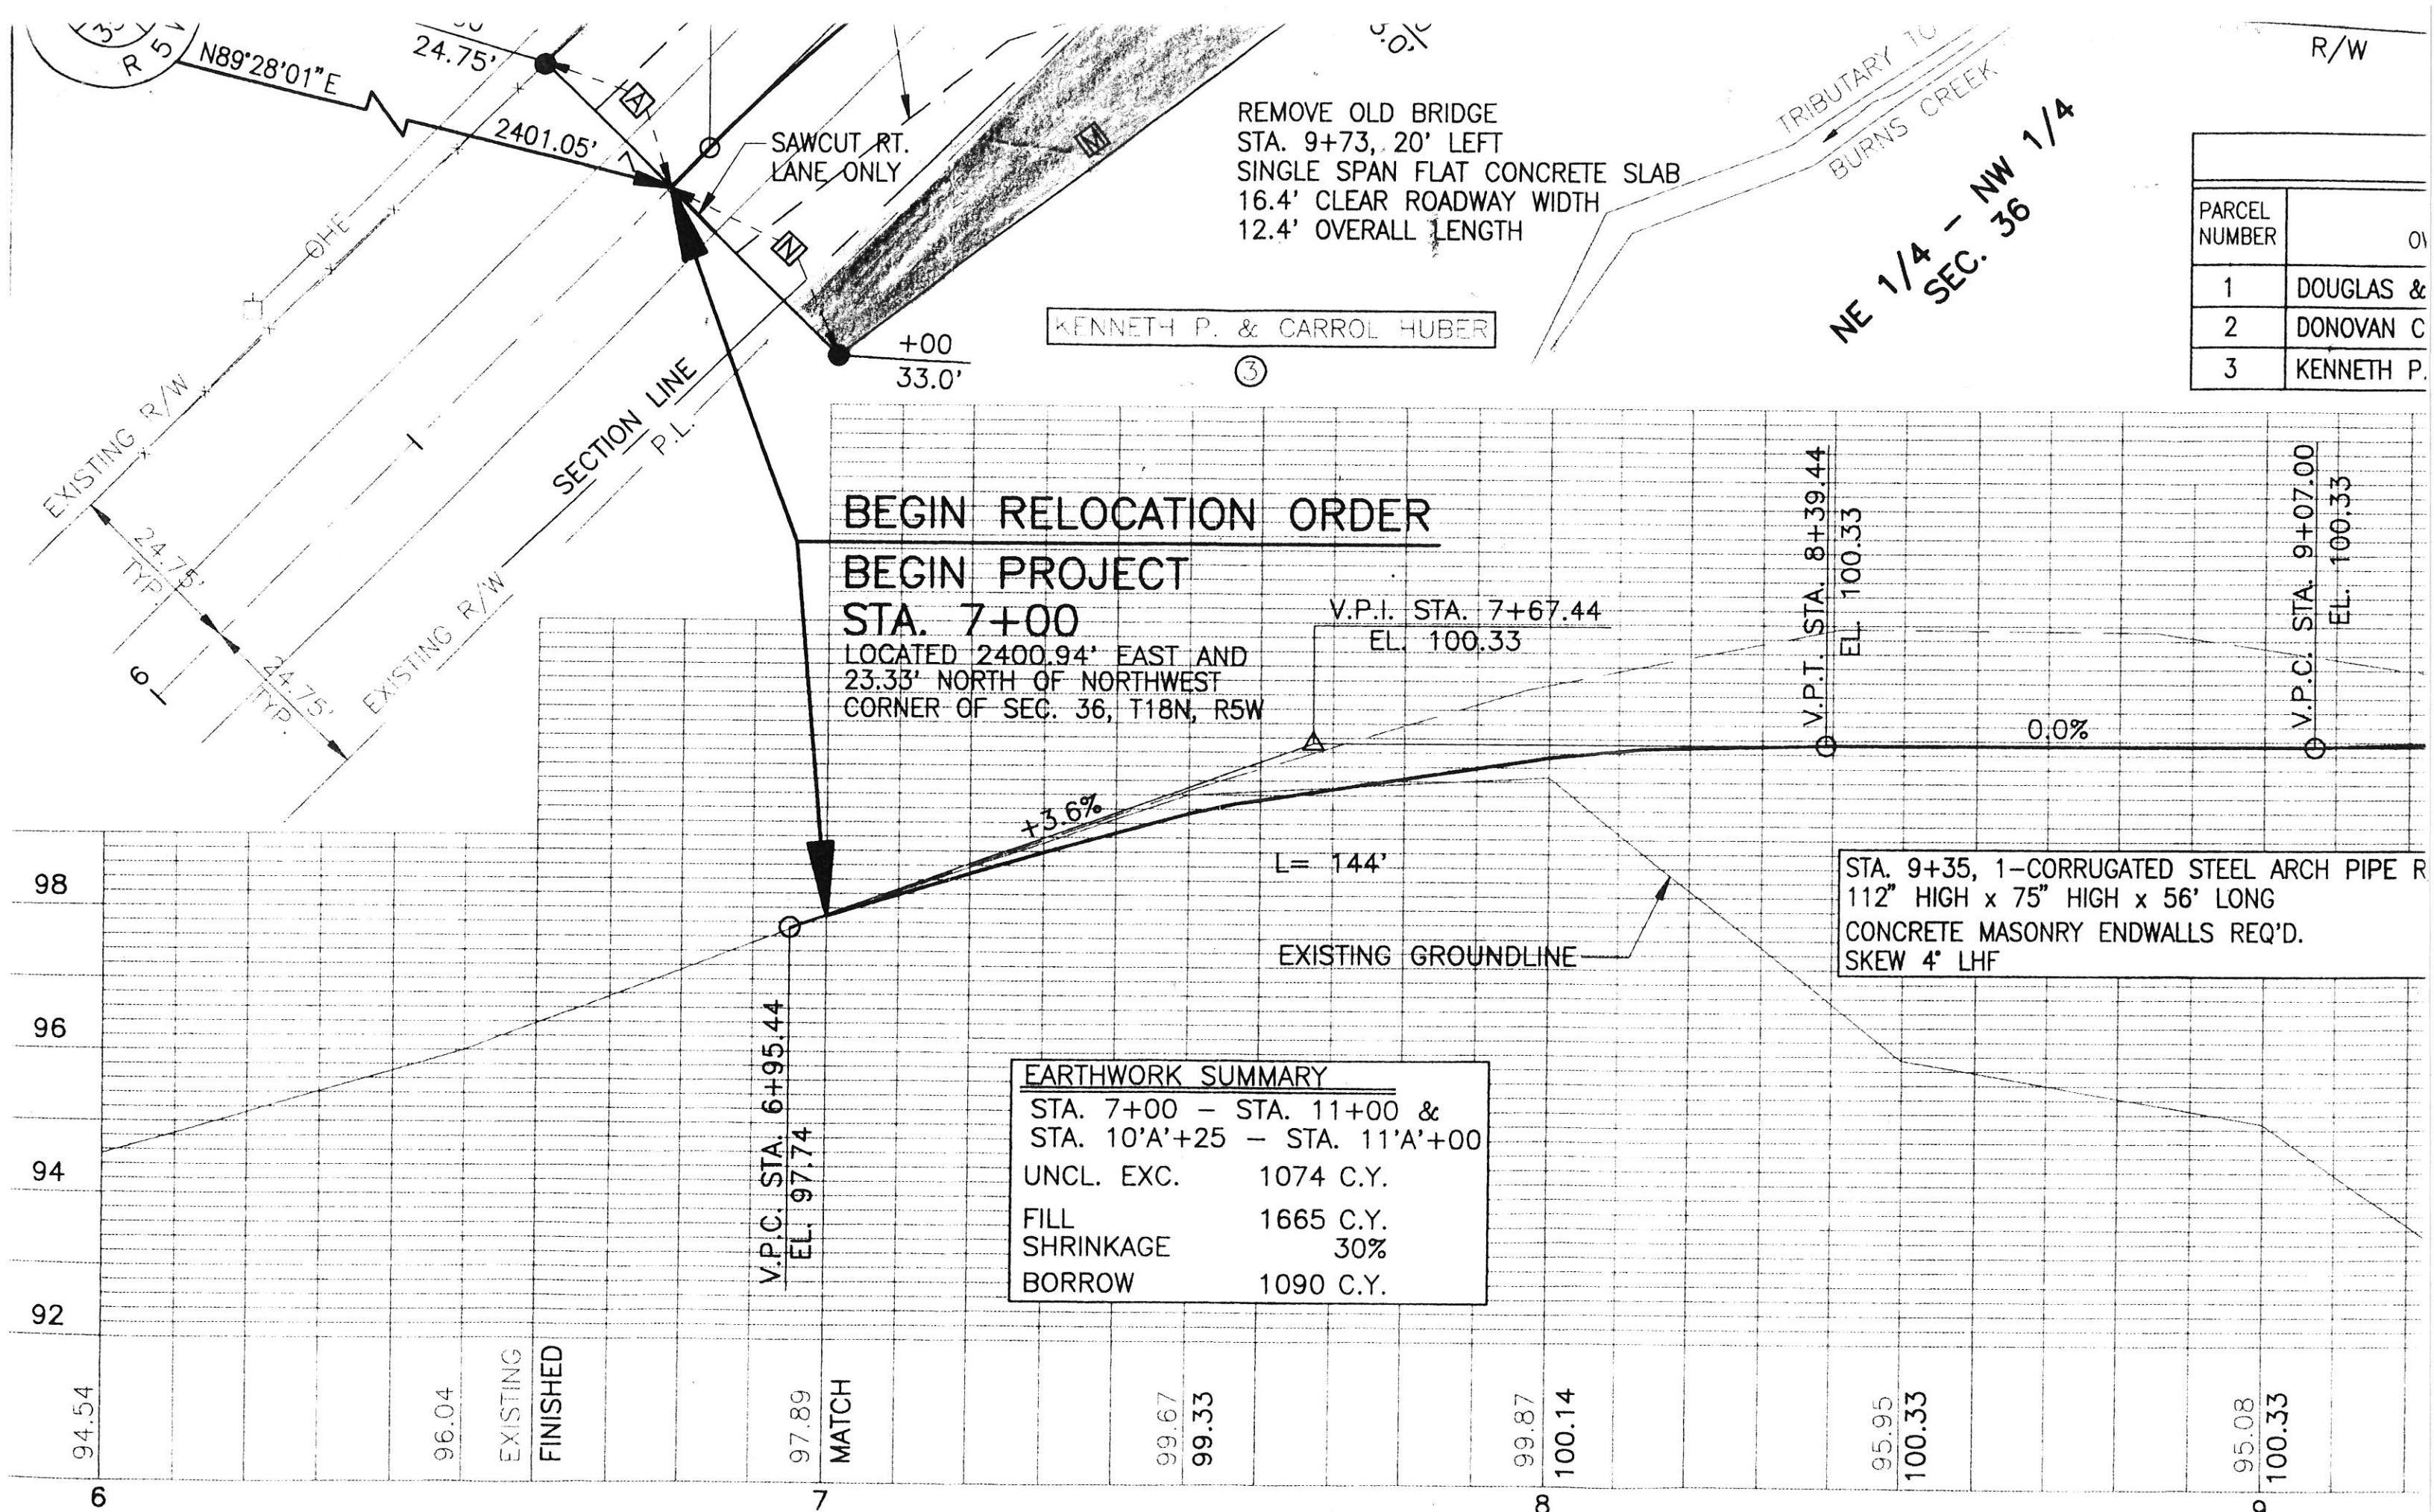 R 5
N89°28'01"E
24.75'
2401.05'
7
A
SAWCUT RT.
LANE ONLY
N
M
REMOVE OLD BRIDGE
STA. 9+73, 20' LEFT
SINGLE SPAN FLAT CONCRETE SLAB
16.4' CLEAR ROADWAY WIDTH
12.4' OVERALL LENGTH
TRIBUTARY TO
BURNS CREEK
R/W
NE 1/4 - NW 1/4
SEC. 36
PARCEL
NUMBER
1 DOUGLAS &
2 DONOVAN C
3 KENNETH P.
OHE
+00
33.0'
KENNETH P. & CARROL HUBER
3
EXISTING R/W
SECTION LINE
P.L.
24.75'
TYP.
24.75'
TYP.
EXISTING R/W
6
BEGIN RELOCATION ORDER
BEGIN PROJECT
STA. 7+00
LOCATED 2400.94' EAST AND
23.33' NORTH OF NORTHWEST
CORNER OF SEC. 36, T18N, R5W
V.P.I. STA. 7+67.44
EL. 100.33
V.P.T. STA. 8+39.44
EL. 100.33
V.P.C. STA. 9+07.00
EL. 100.33
0.0%
+3.6%
L= 144'
EXISTING GROUNDLINE
STA. 9+35, 1-CORRUGATED STEEL ARCH PIPE R
112" HIGH x 75" HIGH x 56' LONG
CONCRETE MASONRY ENDWALLS REQ'D.
SKEW 4° LHF
V.P.C. STA. 6+95.44
EL. 97.74
EARTHWORK SUMMARY
STA. 7+00 - STA. 11+00 &
STA. 10'A'+25 - STA. 11'A'+00
UNCL. EXC. 1074 C.Y.
FILL 1665 C.Y.
SHRINKAGE 30%
BORROW 1090 C.Y.
98
96
94
92
94.54
96.04
EXISTING
FINISHED
97.89
MATCH
99.67
99.33
99.87
100.14
95.95
100.33
95.08
100.33
6
7
8
9